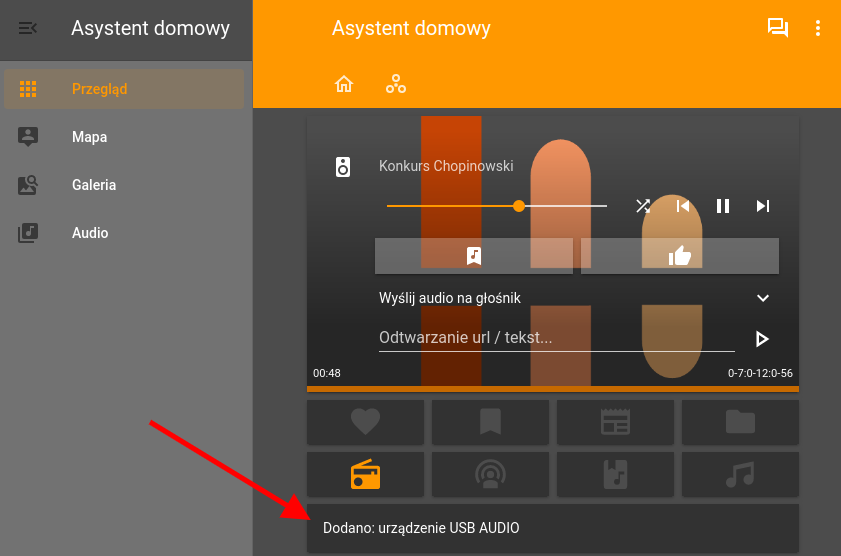 Asystent domowy
Asystent domowy
Przegląd
Mapa
Galeria
Audio
Konkurs Chopinowski
Wyślij audio na głośnik
Odtwarzanie url / tekst...
00:48
0-7:0-12:0-56
Dodano: urządzenie USB AUDIO